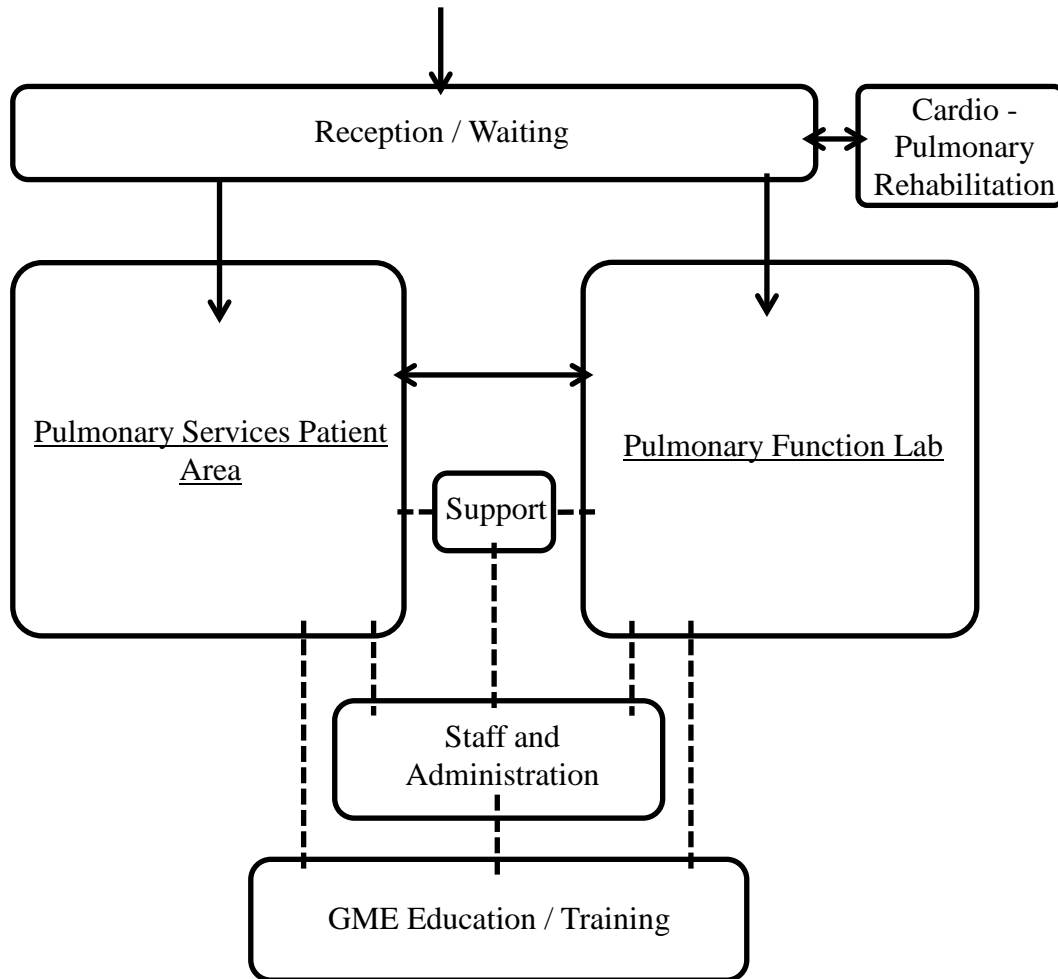 Reception / Waiting
Cardio -
Pulmonary
Rehabilitation
Pulmonary Services Patient
Area
Pulmonary Function Lab
Support
Staff and
Administration
GME Education / Training